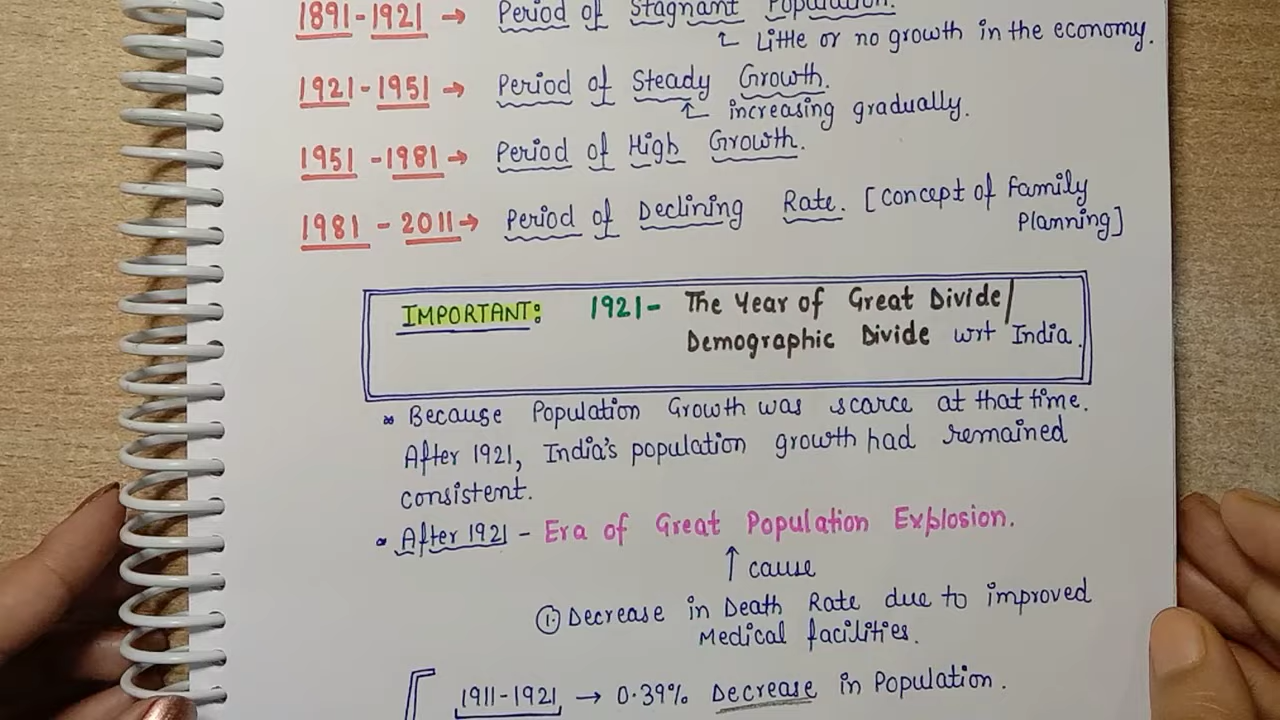 1891-1921 → Period of Stagnant Population.
Little or no growth in the economy.
1921-1951 → Period of Steady Growth.
increasing gradually.
1951-1981 → Period of High Growth.
1981-2011 → Period of Declining Rate. [concept of Family
Planning]
IMPORTANT: 1921- The Year of Great Divide/
Demographic Divide wrt India.
Because Population Growth was scarce at that time.
After 1921, India's population growth had remained
consistent.
After 1921 - Era of Great Population Explosion.
↑ cause
① Decrease in Death Rate due to improved
Medical facilities.
1911-1921 → 0.39% Decrease in Population.